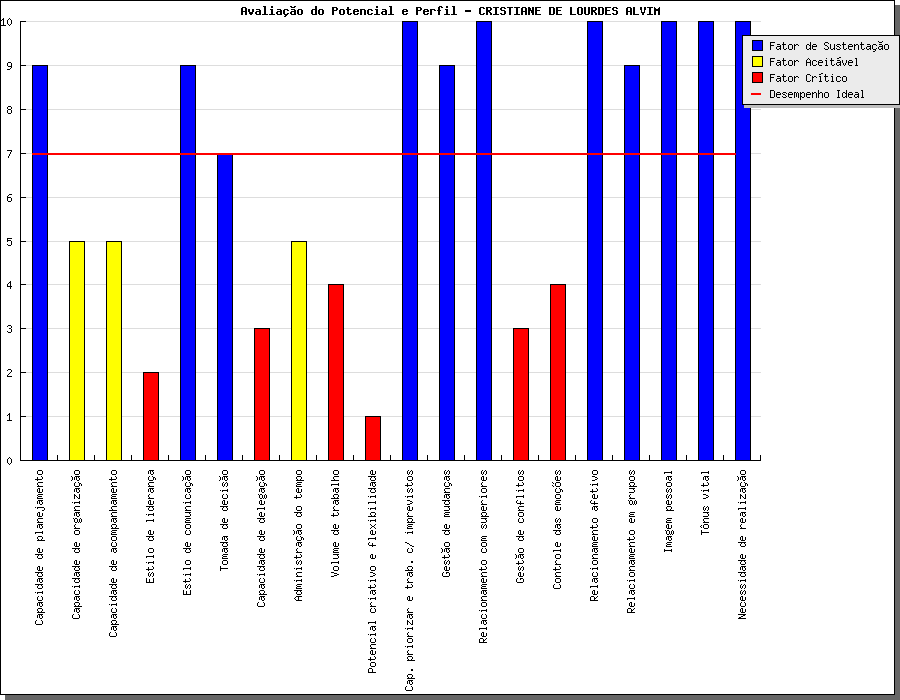 Avaliação do Potencial e Perfil - CRISTIANE DE LOURDES ALVIM
10
9
8
7
6
5
4
3
2
1
0
Fator de Sustentação
Fator Aceitável
Fator Crítico
Desempenho Ideal
Capacidade de planejamento
Capacidade de organização
Capacidade de acompanhamento
Estilo de liderança
Estilo de comunicação
Tomada de decisão
Capacidade de delegação
Administração do tempo
Volume de trabalho
Potencial criativo e flexibilidade
Cap. priorizar e trab. c/ imprevistos
Gestão de mudanças
Relacionamento com superiores
Gestão de conflitos
Controle das emoções
Relacionamento afetivo
Relacionamento em grupos
Imagem pessoal
Tônus vital
Necessidade de realização